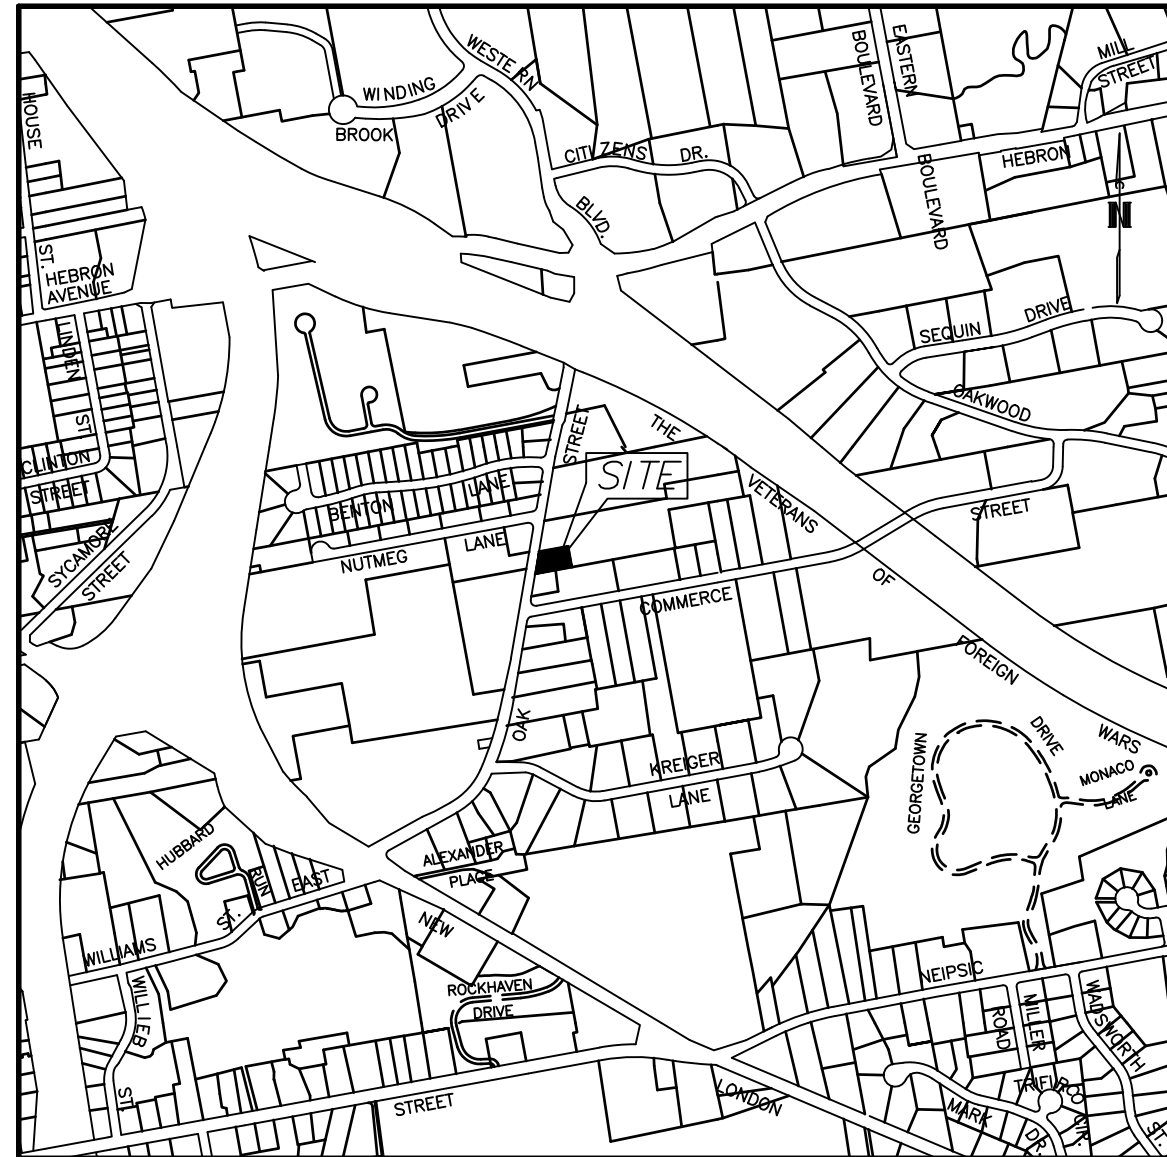 WESTERN
BOULEVARD
EASTERN
MILL
STREET
WINDING
BROOK
DRIVE
HOUSE
ST.
CITIZENS DR.
BLVD.
BOULEVARD
HEBRON
N
HEBRON
AVENUE
LINDEN
ST.
SEQUIN DRIVE
OAKWOOD
STREET
THE
SITE
CLINTON
STREET
BENTON LANE
VETERANS
STREET
NUTMEG LANE
SYCAMORE
STREET
COMMERCE
OF
FOREIGN
WARS
OAK
KREIGER
LANE
GEORGETOWN
DRIVE
MONACO
LANE
HUBBARD
RUN
ALEXANDER
PLACE
EAST
ST.
NEW
WILLIAMS
WILLIEB
ST.
ROCKHAVEN
DRIVE
NEIPSIC
ROAD
MILLER
WADSWORTH
ST.
STREET
LONDON
MARK
DR.
CIR.